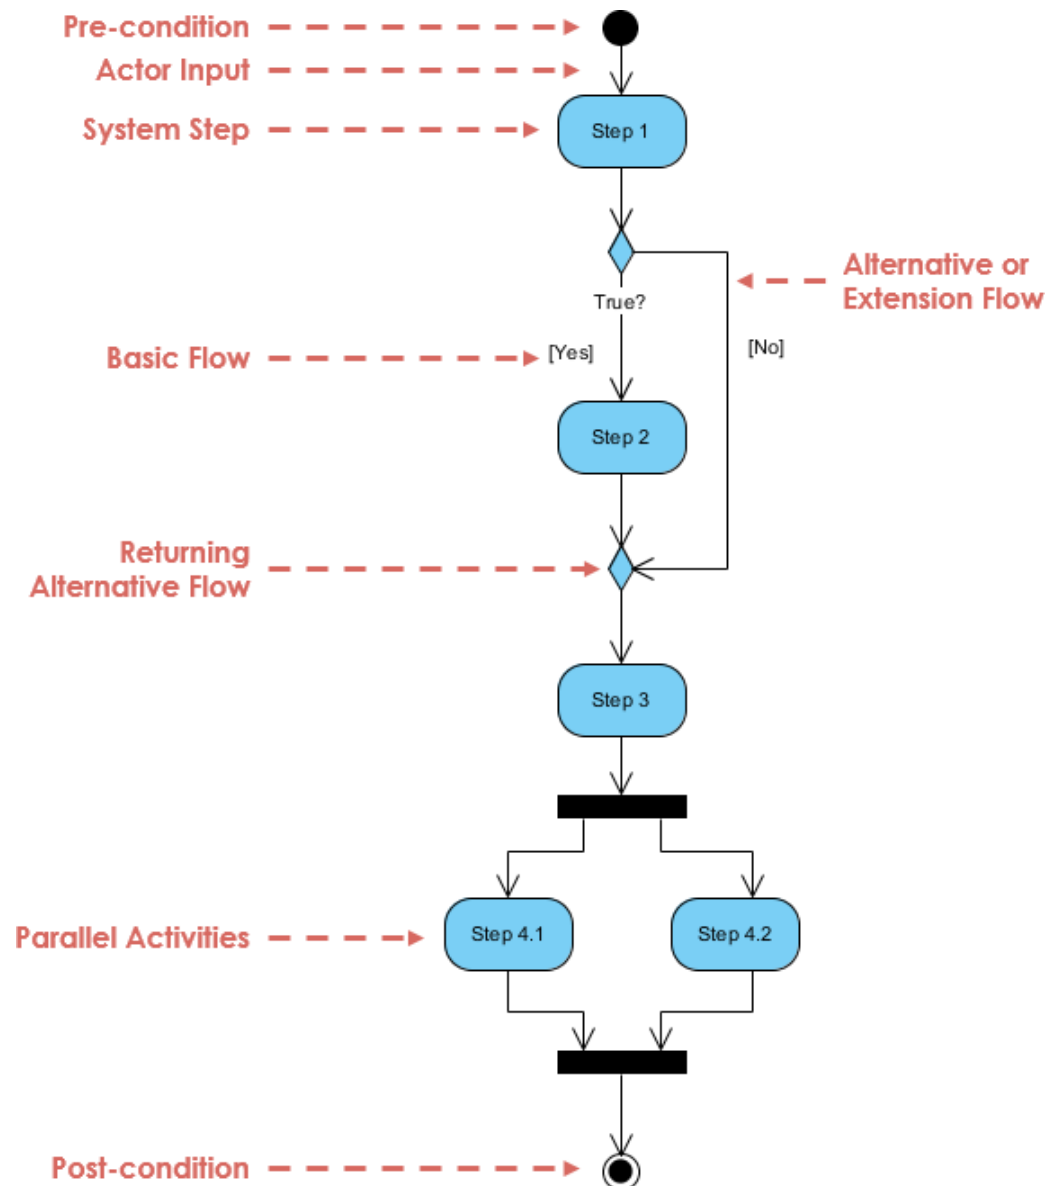 Pre-condition
Actor Input
System Step
Step 1
Alternative or
Extension Flow
True?
Basic Flow
[Yes]
[No]
Step 2
Returning
Alternative Flow
Step 3
Parallel Activities
Step 4.1
Step 4.2
Post-condition